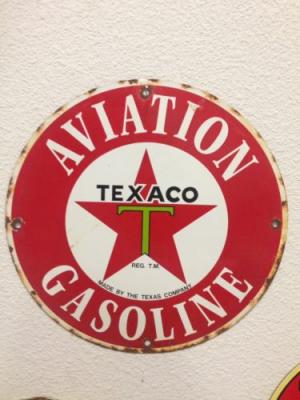 AVIATION
TEXACO
T
REG. T.M.
MADE BY THE TEXAS COMPANY
GASOLINE